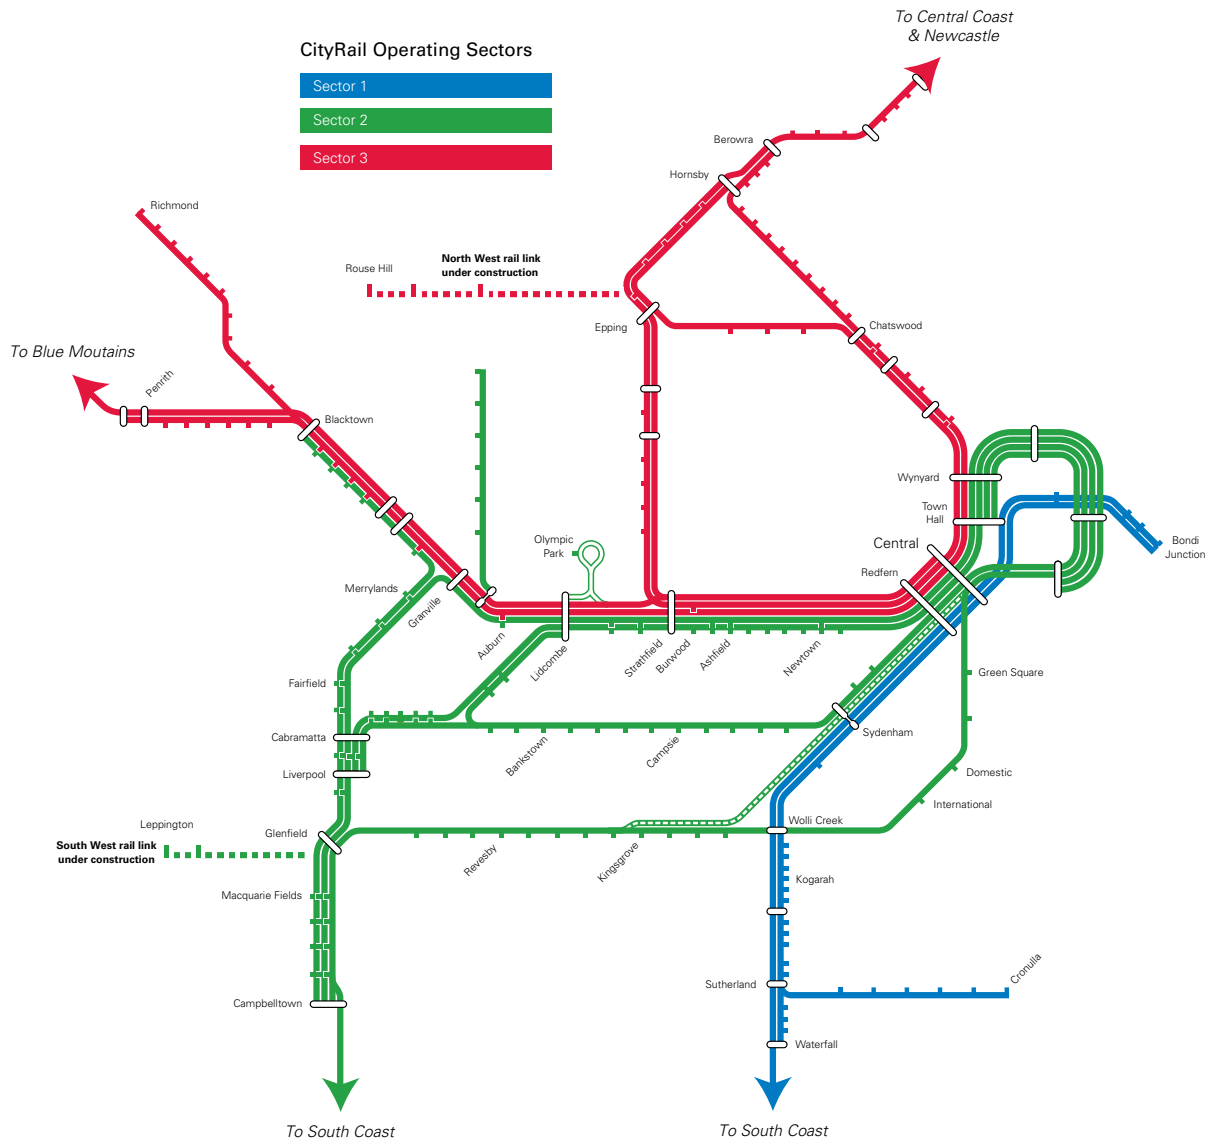 To Central Coast
& Newcastle
CityRail Operating Sectors
Sector 1
Sector 2
Sector 3
Berowra
Hornsby
Richmond
North West rail link
under construction
Rouse Hill
Epping
Chatswood
To Blue Moutains
Penrith
Blacktown
Wynyard
Town
Hall
Central
Redfern
Bondi
Junction
Olympic
Park
Merrylands
Granville
Auburn
Lidcombe
Strathfield
Burwood
Ashfield
Newtown
Green Square
Fairfield
Cabramatta
Liverpool
Bankstown
Campsie
Sydenham
Domestic
International
Leppington
South West rail link
under construction
Glenfield
Revesby
Kingsgrove
Wolli Creek
Macquarie Fields
Kogarah
Sutherland
Cronulla
Campbelltown
Waterfall
To South Coast
To South Coast